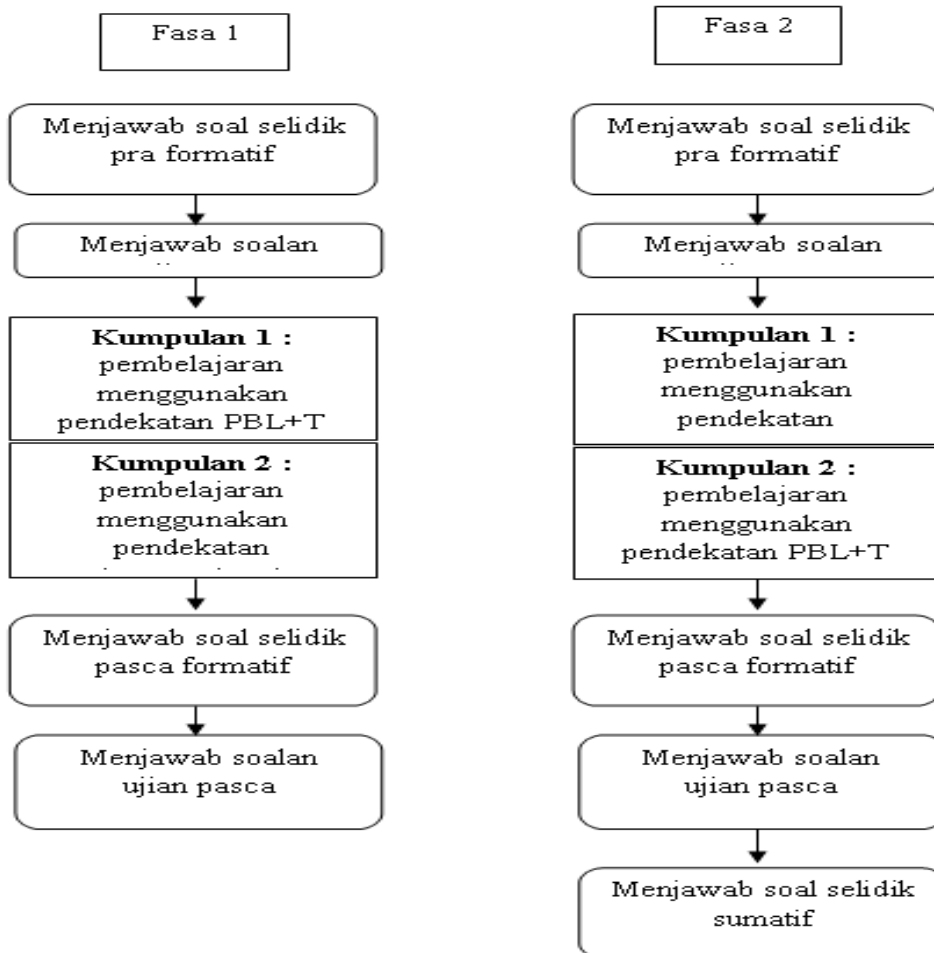 Fasa 1
Menjawab soal selidik
pra formatif
Menjawab soalan
Kumpulan 1 :
pembelajaran
menggunakan
pendekatan PBL+T
Kumpulan 2 :
pembelajaran
menggunakan
pendekatan
Menjawab soal selidik
pasca formatif
Menjawab soalan
ujian pasca
Fasa 2
Menjawab soal selidik
pra formatif
Menjawab soalan
Kumpulan 1 :
pembelajaran
menggunakan
pendekatan
Kumpulan 2 :
pembelajaran
menggunakan
pendekatan PBL+T
Menjawab soal selidik
pasca formatif
Menjawab soalan
ujian pasca
Menjawab soal selidik
sumatif